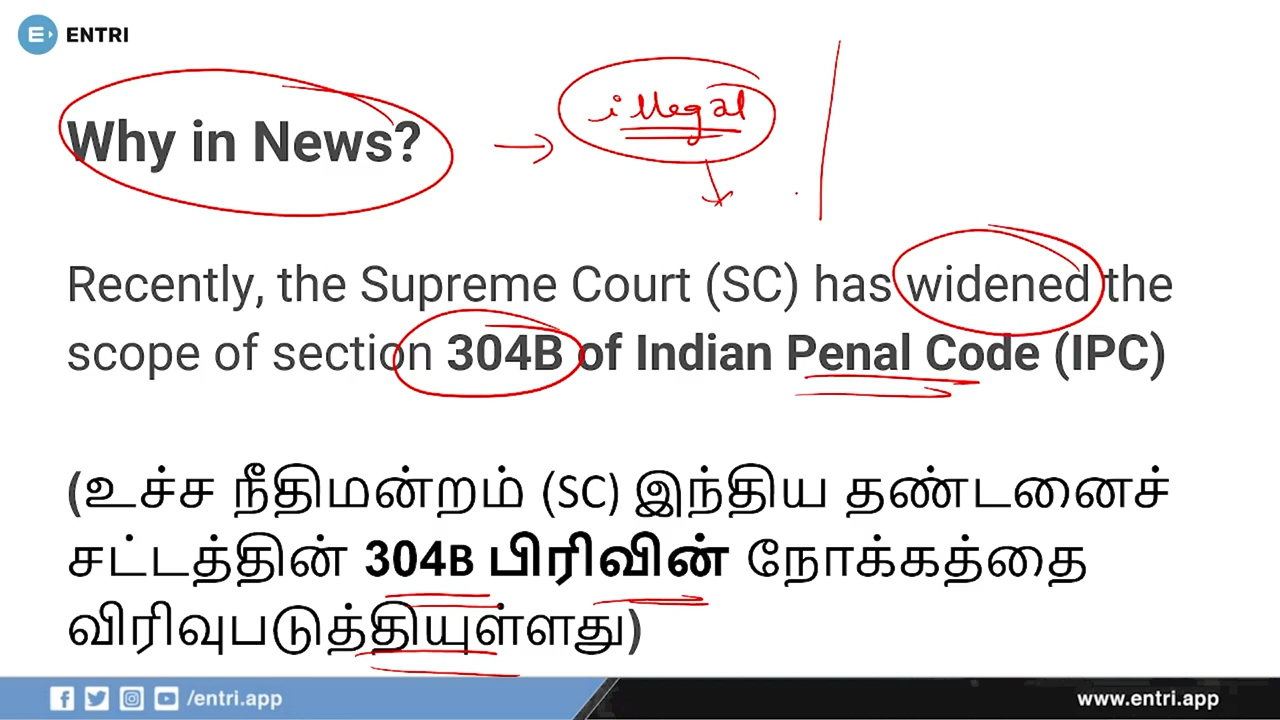 ENTRI
Why in News?
illegal
Recently, the Supreme Court (SC) has widened the
scope of section 304B of Indian Penal Code (IPC)
(உச்ச நீதிமன்றம் (SC) இந்திய தண்டனைச்
சட்டத்தின் 304B பிரிவின் நோக்கத்தை
விரிவுபடுத்தியுள்ளது)
/entri.app
www.entri.app